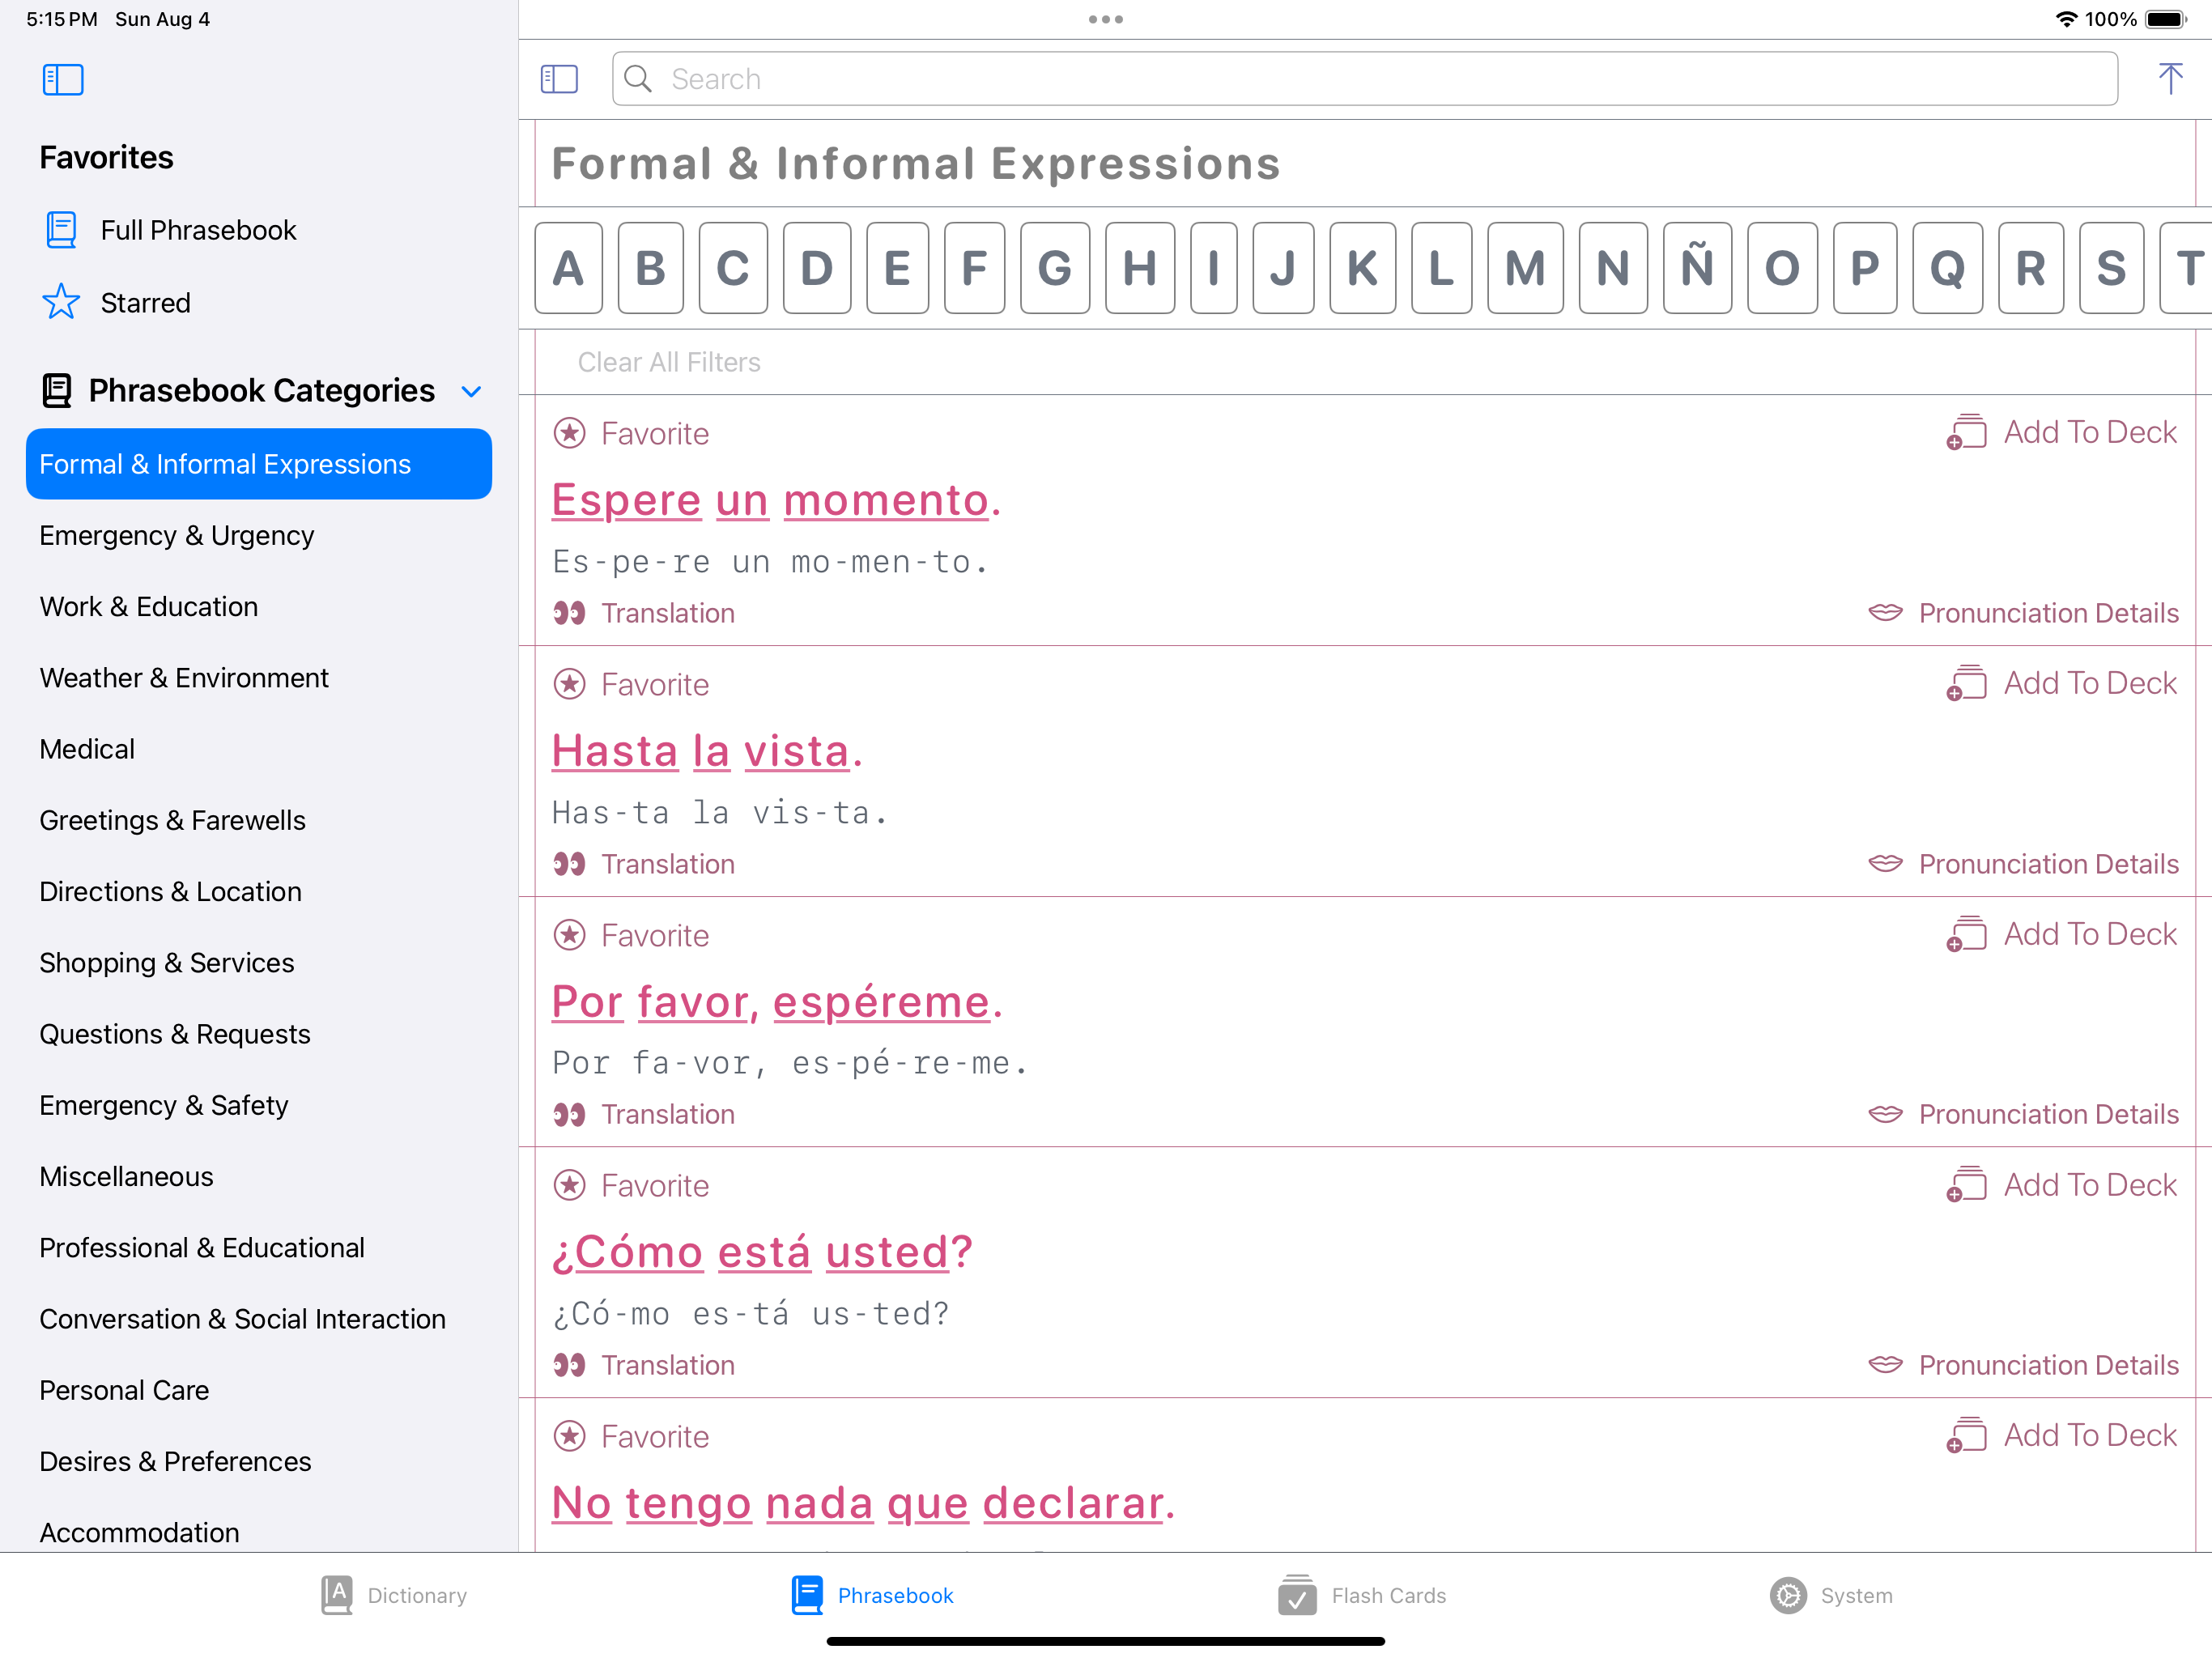 5:15 PM Sun Aug 4
100%
Favorites
Full Phrasebook
Starred
Phrasebook Categories
Formal & Informal Expressions
Emergency & Urgency
Work & Education
Weather & Environment
Medical
Greetings & Farewells
Directions & Location
Shopping & Services
Questions & Requests
Emergency & Safety
Miscellaneous
Professional & Educational
Conversation & Social Interaction
Personal Care
Desires & Preferences
Accommodation
Search
Formal & Informal Expressions
A B C D E F G H I J K L M N Ñ O P Q R S T
Clear All Filters
Favorite Add To Deck
Espere un momento.
Es-pe-re un mo-men-to.
Translation Pronunciation Details
Favorite Add To Deck
Hasta la vista.
Has-ta la vis-ta.
Translation Pronunciation Details
Favorite Add To Deck
Por favor, espéreme.
Por fa-vor, es-pé-re-me.
Translation Pronunciation Details
Favorite Add To Deck
¿Cómo está usted?
¿Có-mo es-tá us-ted?
Translation Pronunciation Details
Favorite Add To Deck
No tengo nada que declarar.
Dictionary Phrasebook Flash Cards System